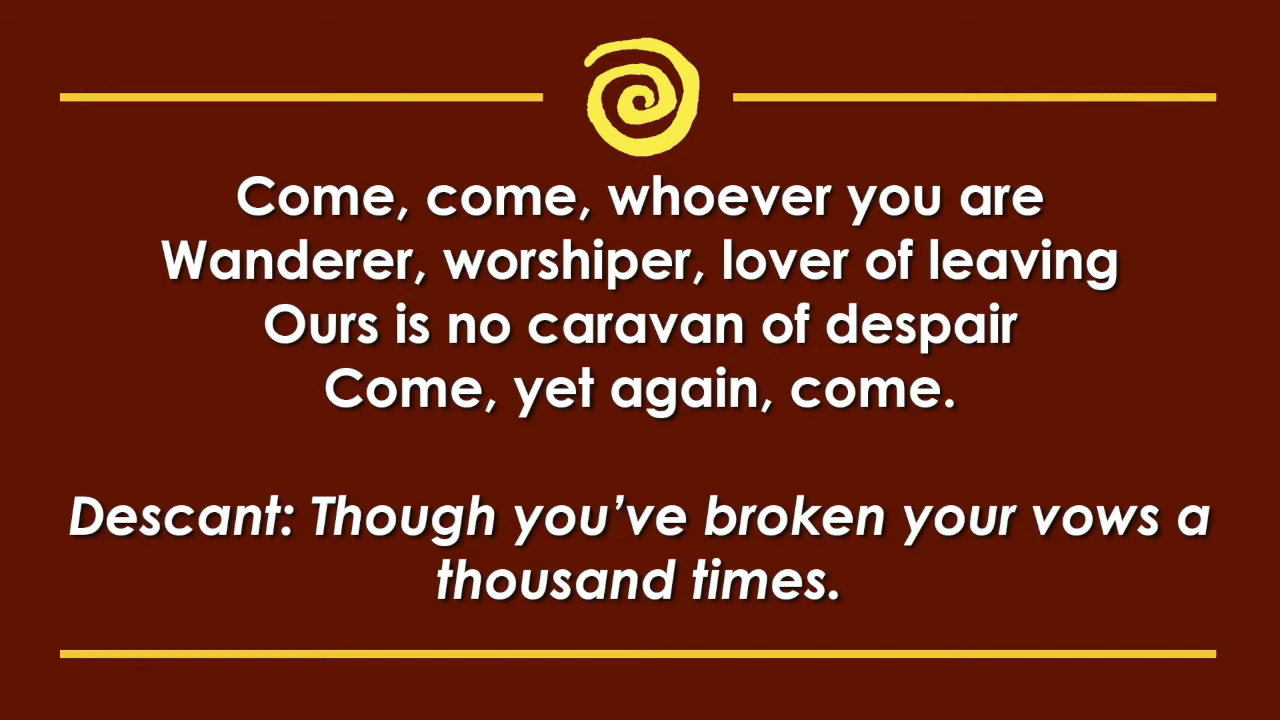 Come, come, whoever you are
Wanderer, worshiper, lover of leaving
Ours is no caravan of despair
Come, yet again, come.
Descant: Though you’ve broken your vows a
thousand times.